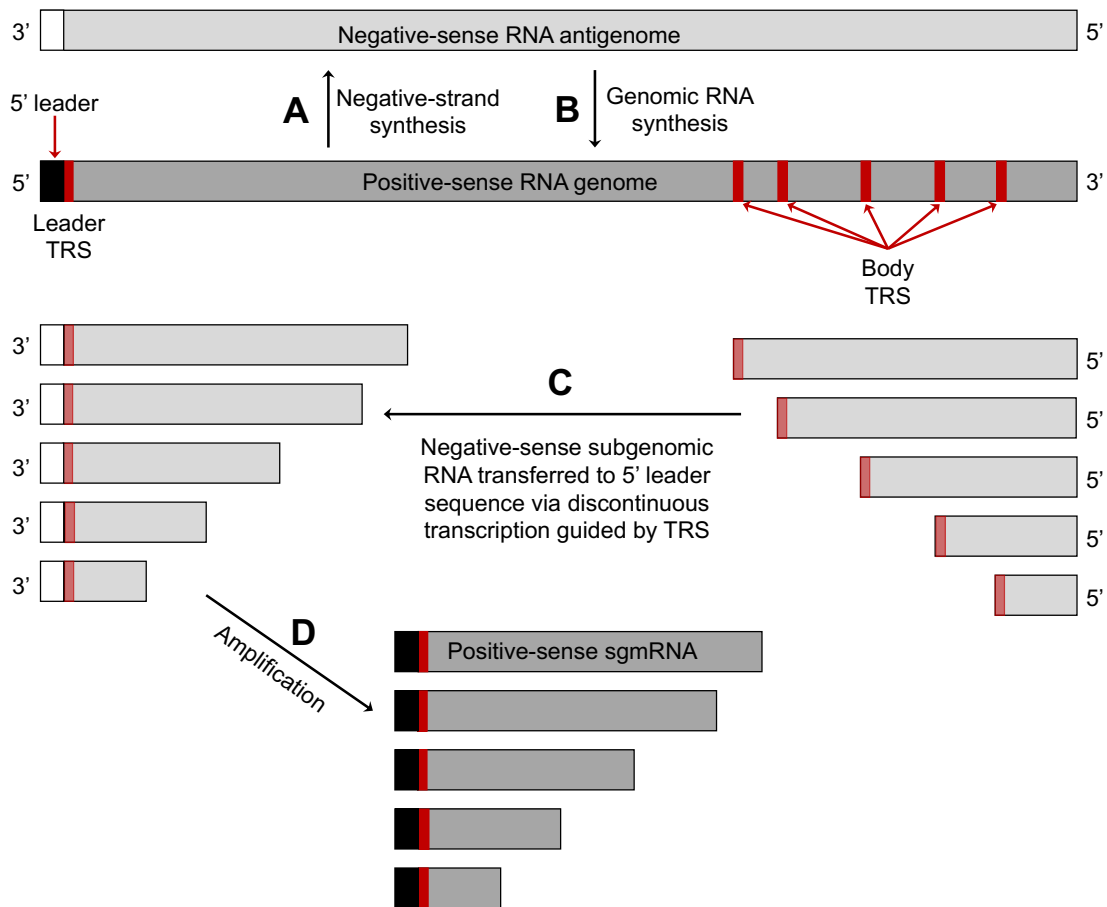 3’
Negative-sense RNA antigenome
5’
5’ leader
A
Negative-strand
synthesis
B
Genomic RNA
synthesis
5’
Positive-sense RNA genome
3’
Leader
TRS
Body
TRS
3’
3’
3’
3’
3’
C
Negative-sense subgenomic
RNA transferred to 5’ leader
sequence via discontinuous
transcription guided by TRS
5’
5’
5’
5’
5’
D
Amplification
Positive-sense sgmRNA